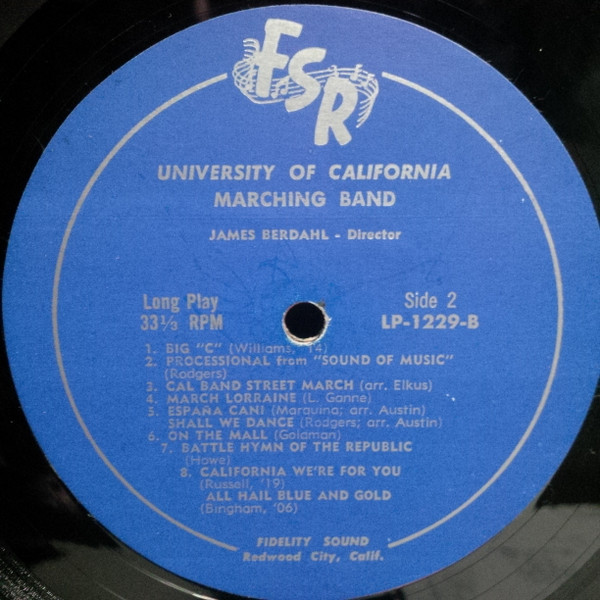 FSR
UNIVERSITY OF CALIFORNIA
MARCHING BAND
JAMES BERDAHL - Director
Long Play
33⅓ RPM
Side 2
LP-1229-B
1. BIG "C" (Williams, '14)
2. PROCESSIONAL from "SOUND OF MUSIC"
(Rodgers)
3. CAL BAND STREET MARCH (arr. Elkus)
4. MARCH LORRAINE (L. Ganne)
5. ESPAÑA CANI (Marquina; arr. Austin)
SHALL WE DANCE (Rodgers; arr. Austin)
6. ON THE MALL (Goldman)
7. BATTLE HYMN OF THE REPUBLIC
(Howe)
8. CALIFORNIA WE'RE FOR YOU
(Russell, '19)
ALL HAIL BLUE AND GOLD
(Bingham, '06)
FIDELITY SOUND
Redwood City, Calif.